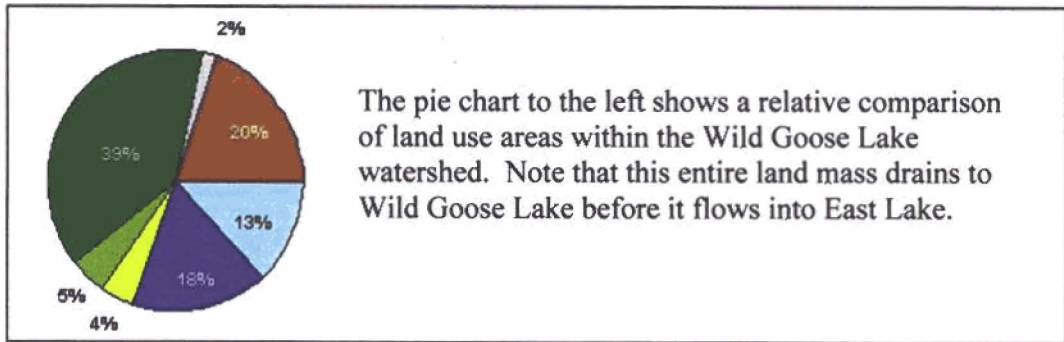 2%
20%
39%
13%
18%
5%
4%
The pie chart to the left shows a relative comparison
of land use areas within the Wild Goose Lake
watershed. Note that this entire land mass drains to
Wild Goose Lake before it flows into East Lake.